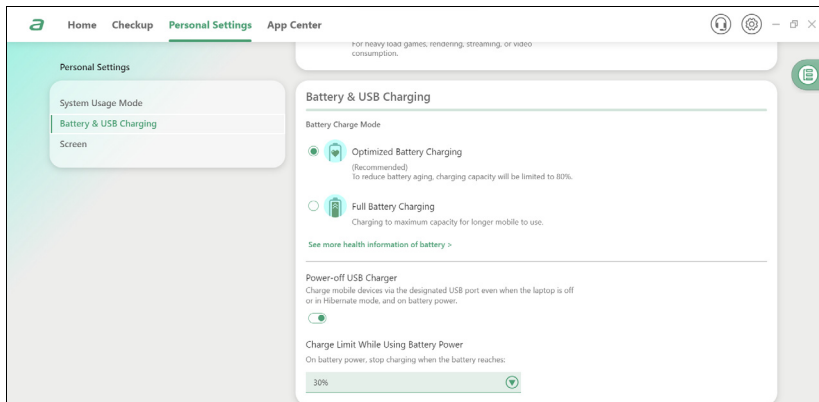 Home Checkup Personal Settings App Center
For heavy load games, rendering, streaming, or video
consumption.
Personal Settings
System Usage Mode
Battery & USB Charging
Screen
Battery & USB Charging
Battery Charge Mode
Optimized Battery Charging
(Recommended)
To reduce battery aging, charging capacity will be limited to 80%.
Full Battery Charging
Charging to maximum capacity for longer mobile to use.
See more health information of battery >
Power-off USB Charger
Charge mobile devices via the designated USB port even when the laptop is off
or in Hibernate mode, and on battery power.
Charge Limit While Using Battery Power
On battery power, stop charging when the battery reaches:
30%